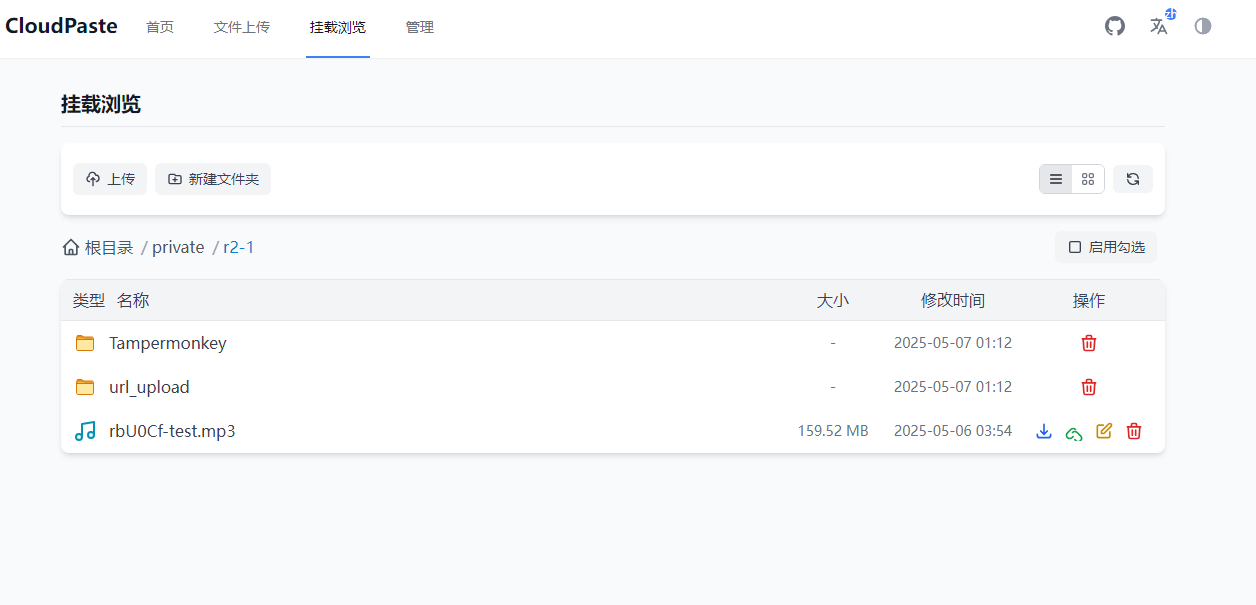 CloudPaste 首页 文件上传 挂载浏览 管理 zh
挂载浏览
上传 新建文件夹
根目录 / private / r2-1 启用勾选
类型 名称 大小 修改时间 操作
Tampermonkey - 2025-05-07 01:12
url_upload - 2025-05-07 01:12
rbU0Cf-test.mp3 159.52 MB 2025-05-06 03:54